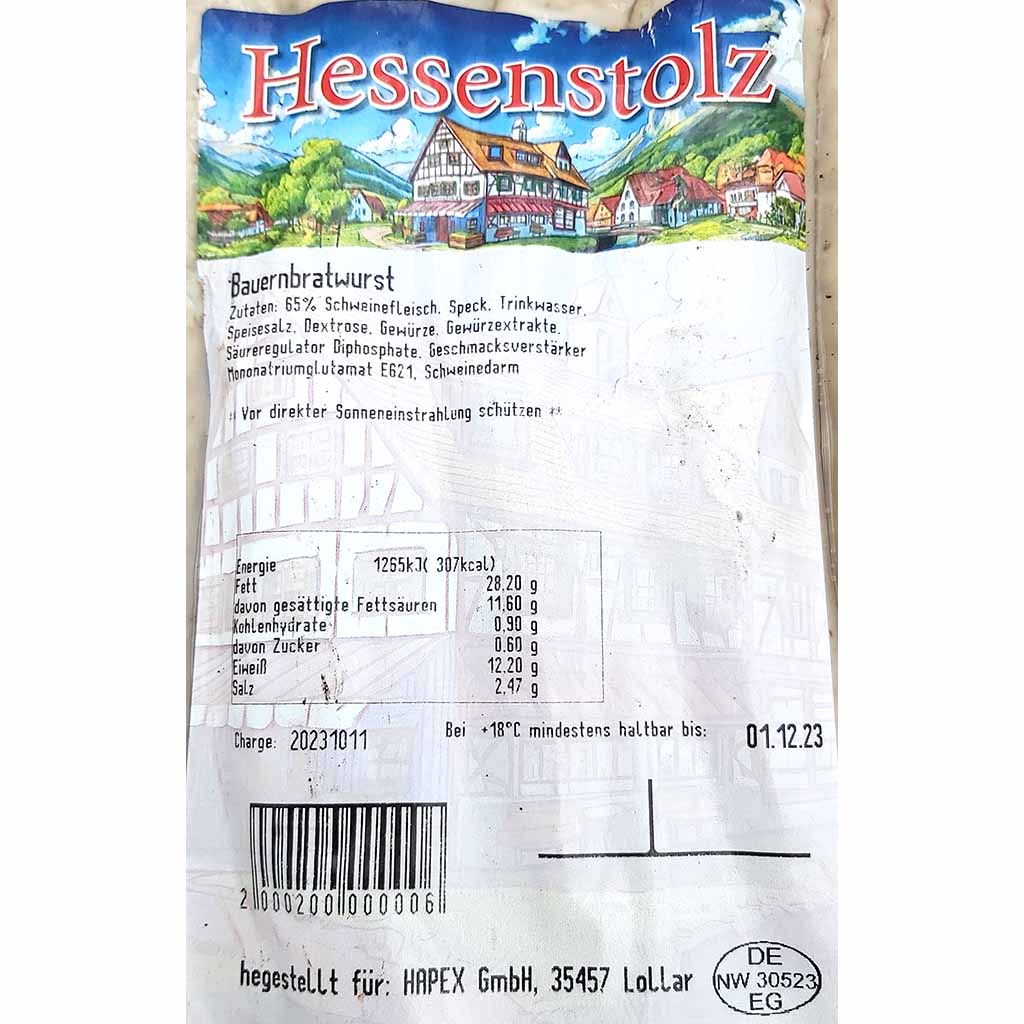 Hessenstolz
Bauernbratwurst
Zutaten: 65% Schweinefleisch, Speck, Trinkwasser,
Speisesalz, Dextrose, Gewürze, Gewürzextrakte,
Säureregulator Diphosphate, Geschmacksverstärker
Mononatriumglutamat E621, Schweinedarm
** Vor direkter Sonneneinstrahlung schützen **
Energie 1265kJ( 307kcal)
Fett 28,20 g
davon gesättigte Fettsäuren 11,60 g
Kohlenhydrate 0,90 g
davon Zucker 0,60 g
Eiweiß 12,20 g
Salz 2,47 g
Charge: 20231011 Bei +18°C mindestens haltbar bis: 01.12.23
2 000200 000006
hegestellt für: HAPEX GmbH, 35457 Lollar
DE
NW 30523
EG